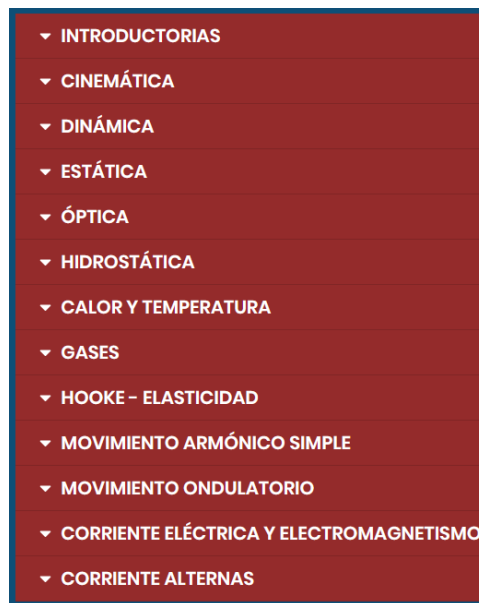 INTRODUCTORIAS
CINEMÁTICA
DINÁMICA
ESTÁTICA
ÓPTICA
HIDROSTÁTICA
CALOR Y TEMPERATURA
GASES
HOOKE - ELASTICIDAD
MOVIMIENTO ARMÓNICO SIMPLE
MOVIMIENTO ONDULATORIO
CORRIENTE ELÉCTRICA Y ELECTROMAGNETISMO
CORRIENTE ALTERNAS